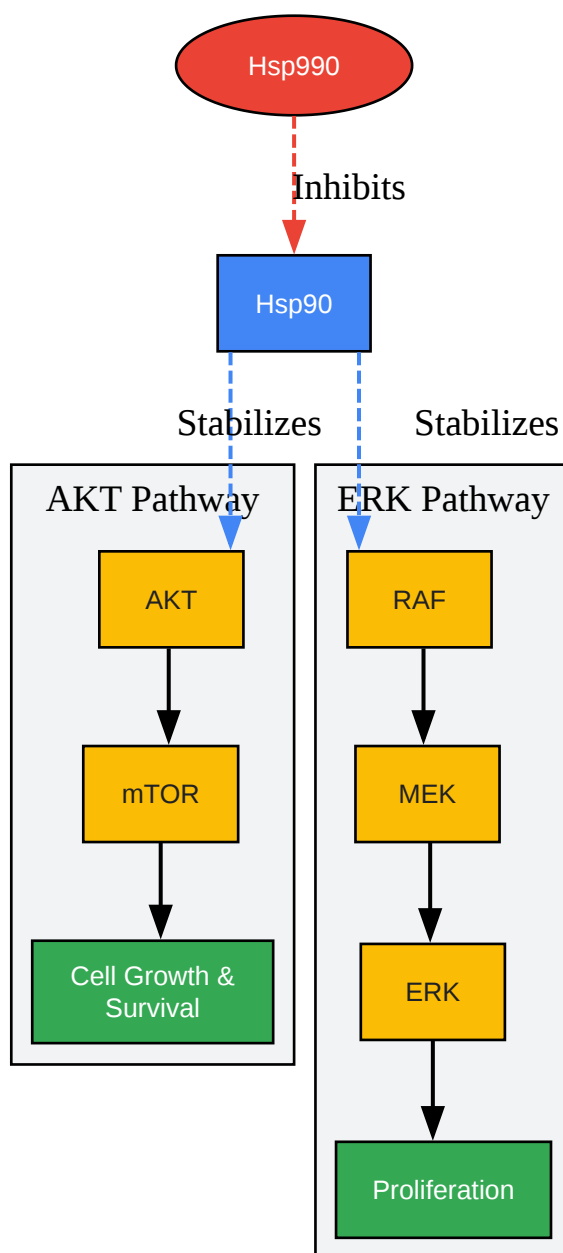 Hsp990
Inhibits
Hsp90
Stabilizes
Stabilizes
AKT Pathway
AKT
mTOR
Cell Growth &
Survival
ERK Pathway
RAF
MEK
ERK
Proliferation